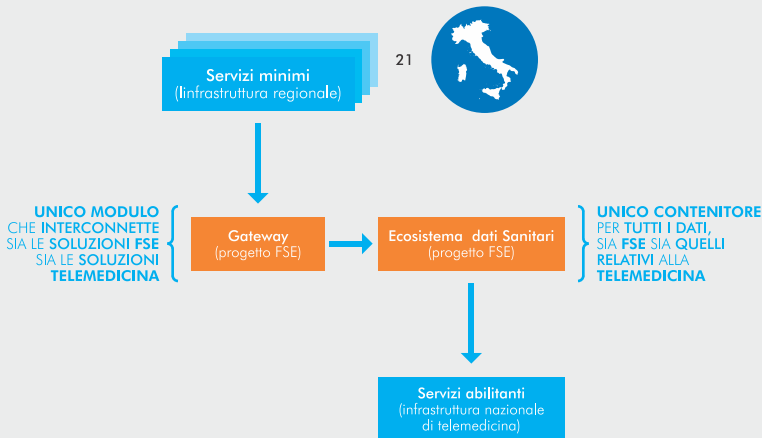 Servizi minimi
(Iinfrastruttura regionale)
21
UNICO MODULO
CHE INTERCONNETTE
SIA LE SOLUZIONI FSE
SIA LE SOLUZIONI
TELEMEDICINA
Gateway
(progetto FSE)
Ecosistema dati Sanitari
(progetto FSE)
UNICO CONTENITORE
PER TUTTI I DATI,
SIA FSE SIA QUELLI
RELATIVI ALLA
TELEMEDICINA
Servizi abilitanti
(infrastruttura nazionale
di telemedicina)